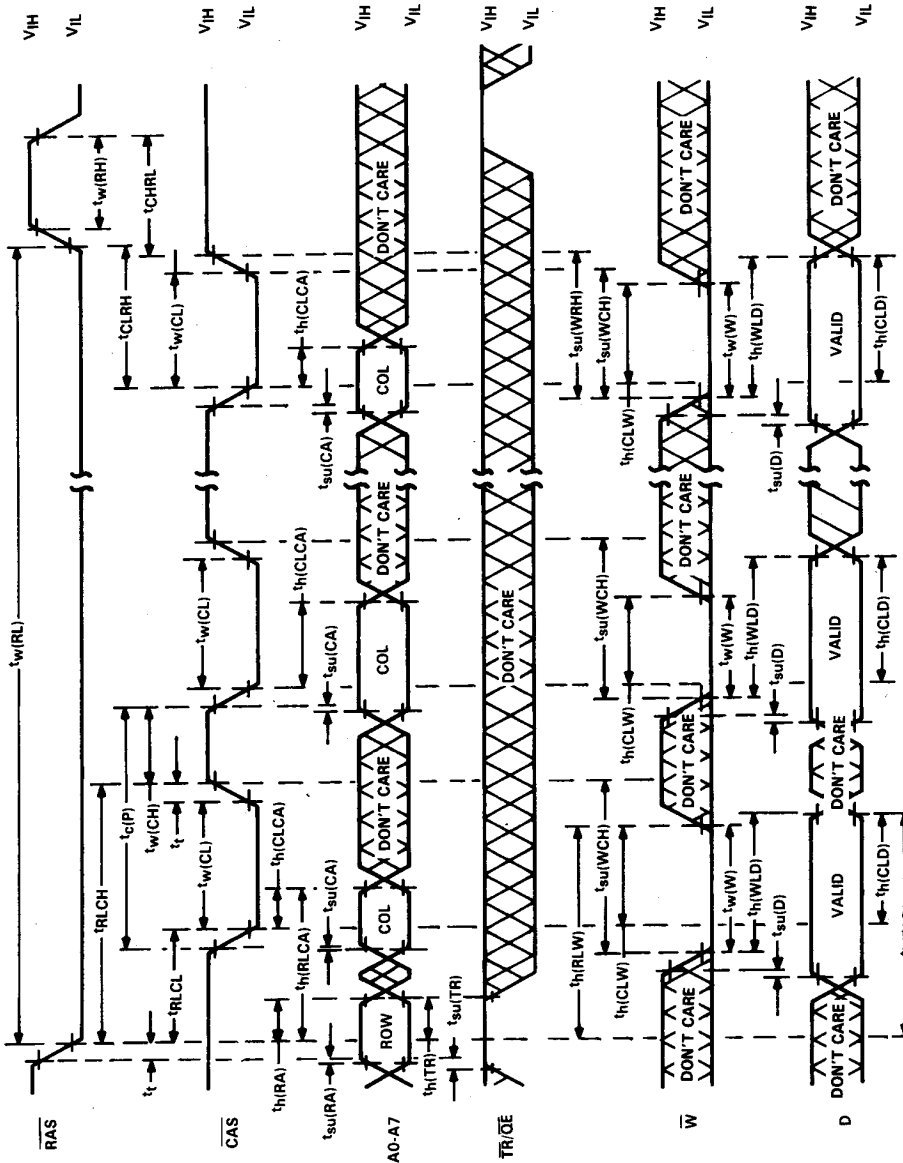 tw(RL)
VIH
VIL
RAS
tt
tRLCH
tc(P)
tw(CH)
tRLCL
tt
tw(CL)
tw(CL)
tCLRH
tw(CL)
tw(RH)
tCHRL
VIH
VIL
CAS
th(RA)
tsu(RA)
th(RLCA)
tsu(CA)
th(CLCA)
tsu(CA)
th(CLCA)
tsu(CA)
th(CLCA)
VIH
VIL
A0-A7
ROW
COL
DON'T CARE
COL
DON'T CARE
COL
DON'T CARE
th(TR)
tsu(TR)
VIH
VIL
TR/QE
DON'T CARE
th(RLW)
tsu(WCH)
th(CLW)
tsu(WCH)
th(CLW)
tsu(WRH)
tsu(WCH)
th(CLW)
VIH
VIL
W
DON'T CARE
DON'T CARE
DON'T CARE
DON'T CARE
tw(W)
th(WLD)
tsu(D)
tw(W)
th(WLD)
tsu(D)
tw(W)
th(WLD)
tsu(D)
VIH
VIL
D
DON'T CARE
VALID
DON'T CARE
VALID
VALID
th(CLD)
th(CLD)
th(CLD)